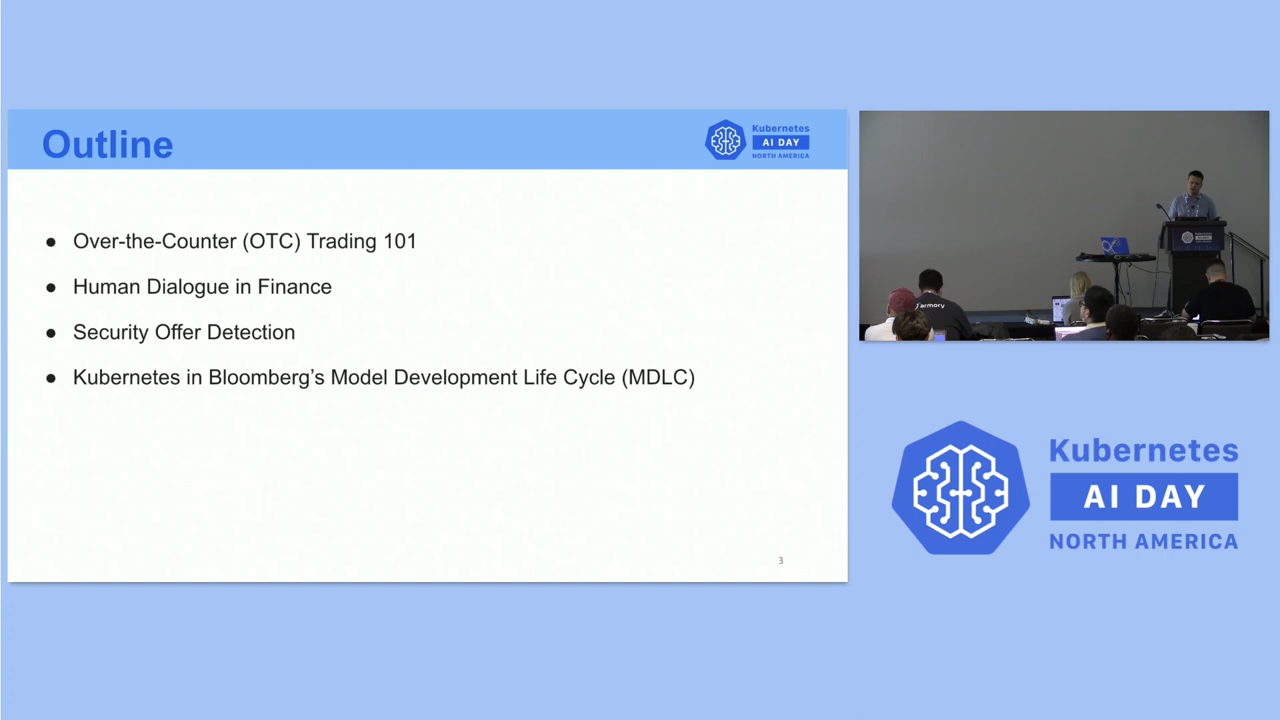 Outline
Kubernetes
AI DAY
NORTH AMERICA
● Over-the-Counter (OTC) Trading 101
● Human Dialogue in Finance
● Security Offer Detection
● Kubernetes in Bloomberg’s Model Development Life Cycle (MDLC)
3
armory
Kubernetes
AI DAY
NORTH AMERICA